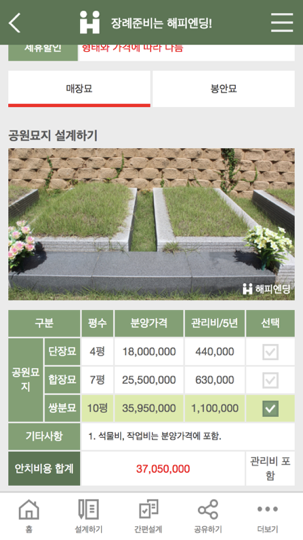 장례준비는 해피엔딩!
제휴할인 형태와 가격에 따라 다름
매장묘 봉안묘
공원묘지 설계하기
해피엔딩
구분 평수 분양가격 관리비/5년 선택
공원묘지
단장묘 4평 18,000,000 440,000
합장묘 7평 25,500,000 630,000
쌍분묘 10평 35,950,000 1,100,000
기타사항 1. 석물비, 작업비는 분양가격에 포함.
안치비용 합계 37,050,000 관리비 포함
홈 설계하기 간편설계 공유하기 더보기